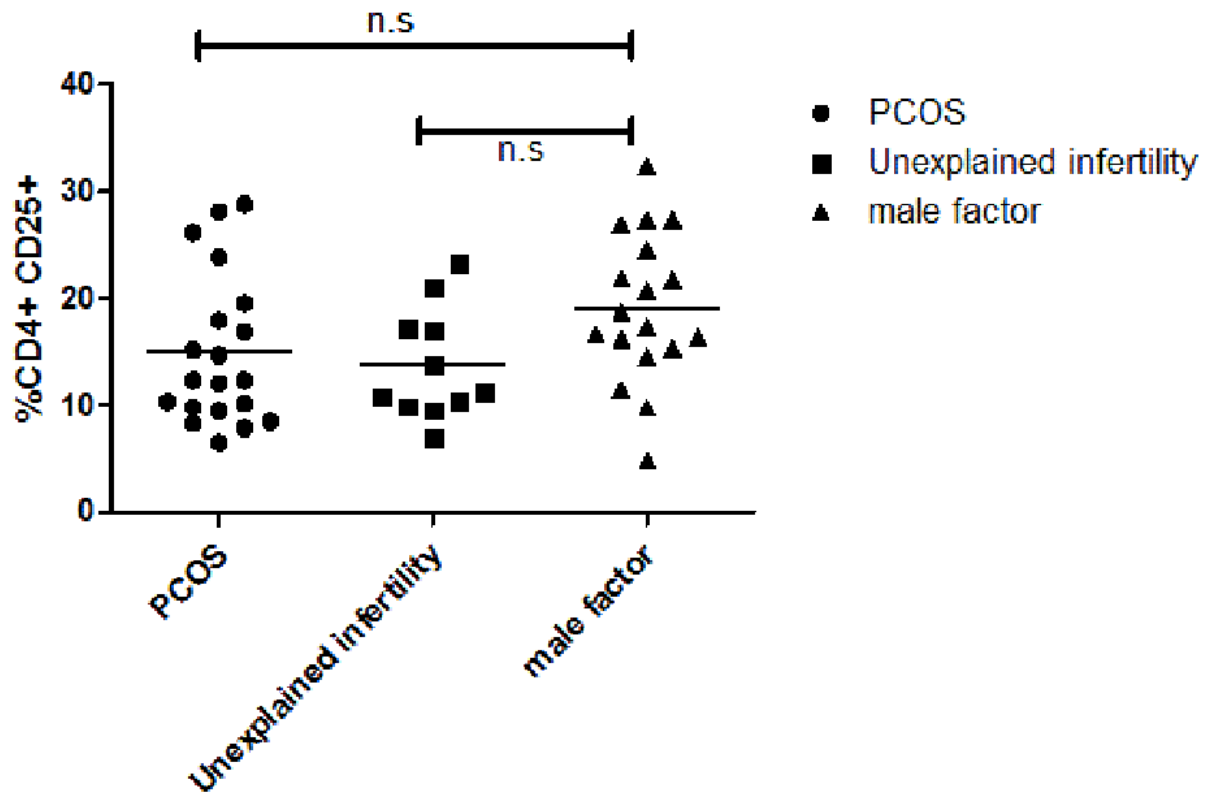 n.s
n.s
40
30
20
10
0
%CD4+ CD25+
PCOS
Unexplained infertility
male factor
PCOS
Unexplained infertility
male factor